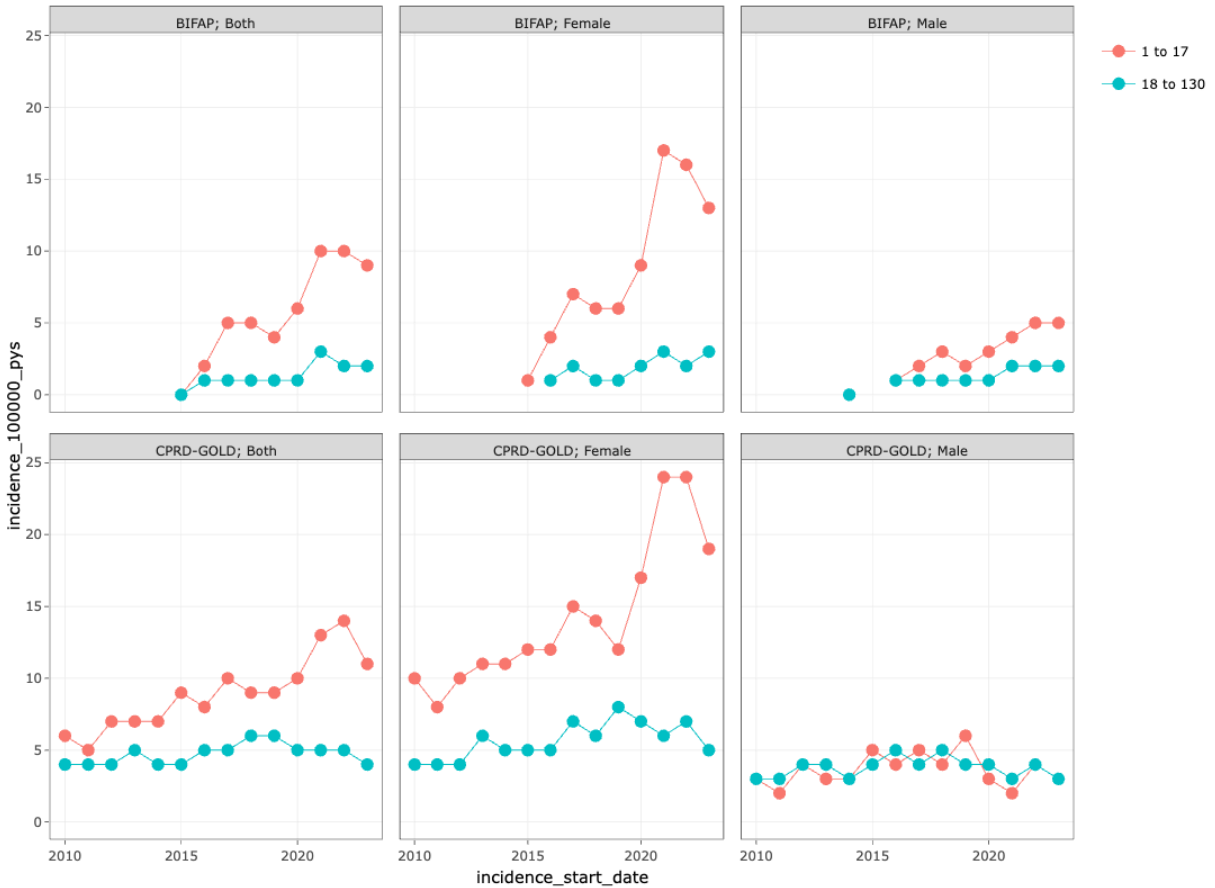 BIFAP; Both
BIFAP; Female
BIFAP; Male
1 to 17
18 to 130
25
20
15
10
5
0
incidence_100000_pys
CPRD-GOLD; Both
CPRD-GOLD; Female
CPRD-GOLD; Male
25
20
15
10
5
0
2010 2015 2020
2010 2015 2020
2010 2015 2020
incidence_start_date